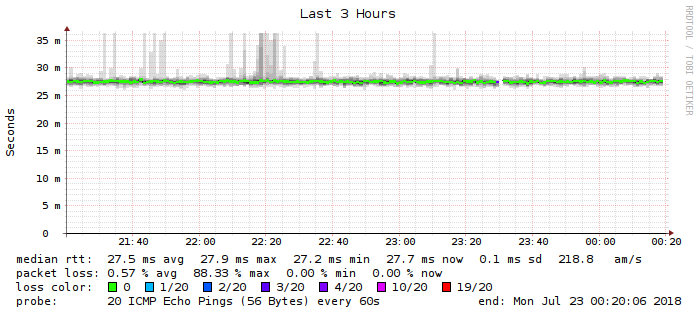 Last 3 Hours
RRDTOOL / TOBI OETIKER
Seconds
35 m
30 m
25 m
20 m
15 m
10 m
5 m
0
21:40 22:00 22:20 22:40 23:00 23:20 23:40 00:00 00:20
median rtt: 27.5 ms avg 27.9 ms max 27.2 ms min 27.7 ms now 0.1 ms sd 218.8 am/s
packet loss: 0.57 % avg 88.33 % max 0.00 % min 0.00 % now
loss color: 0 1/20 2/20 3/20 4/20 10/20 19/20
probe: 20 ICMP Echo Pings (56 Bytes) every 60s end: Mon Jul 23 00:20:06 2018